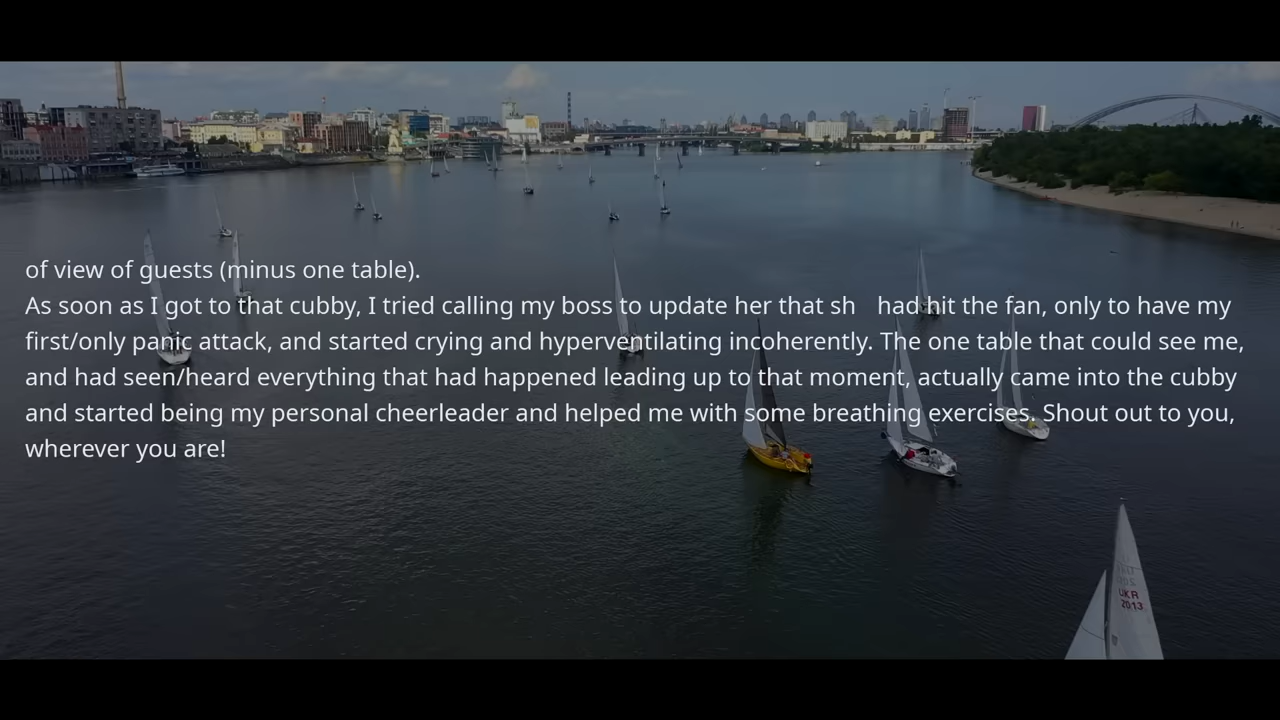 of view of guests (minus one table).
As soon as I got to that cubby, I tried calling my boss to update her that sh had hit the fan, only to have my
first/only panic attack, and started crying and hyperventilating incoherently. The one table that could see me,
and had seen/heard everything that had happened leading up to that moment, actually came into the cubby
and started being my personal cheerleader and helped me with some breathing exercises. Shout out to you,
wherever you are!
UKR
2013